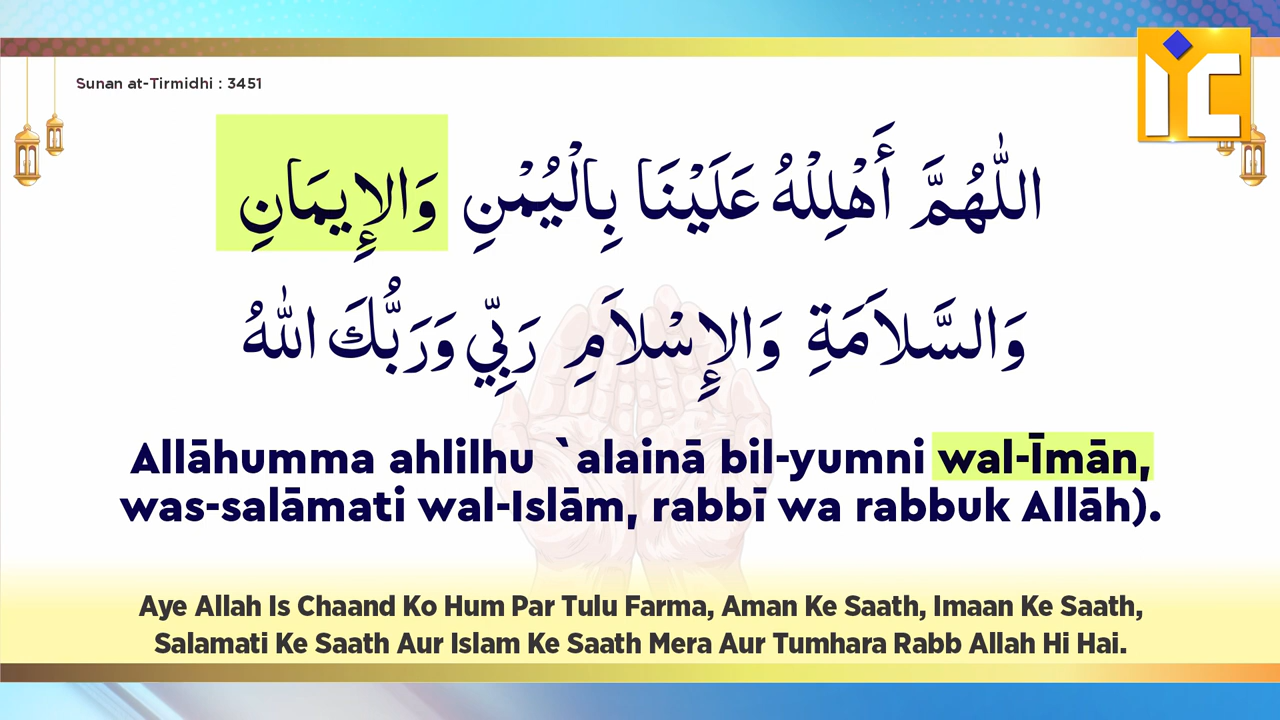 Sunan at-Tirmidhi : 3451
اللّٰهُمَّ أَهْلِلْهُ عَلَيْنَا بِالْيُمْنِ وَالإِيمَانِ
وَالسَّلاَمَةِ وَالإِسْلاَمِ رَبِّي وَرَبُّكَ اللّٰهُ
Allāhumma ahlilhu `alainā bil-yumni wal-Īmān,
was-salāmati wal-Islām, rabbī wa rabbuk Allāh).
Aye Allah Is Chaand Ko Hum Par Tulu Farma, Aman Ke Saath, Imaan Ke Saath,
Salamati Ke Saath Aur Islam Ke Saath Mera Aur Tumhara Rabb Allah Hi Hai.